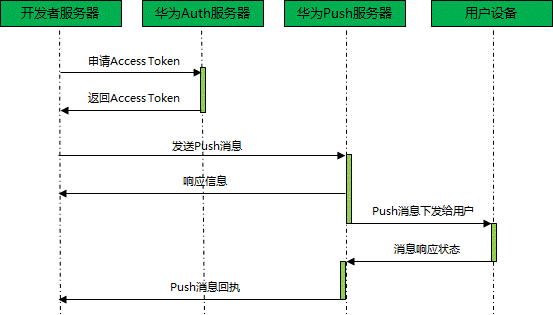 开发者服务器
华为Auth服务器
华为Push服务器
用户设备
申请Access Token
返回Access Token
发送Push消息
响应信息
Push消息下发给用户
消息响应状态
Push消息回执